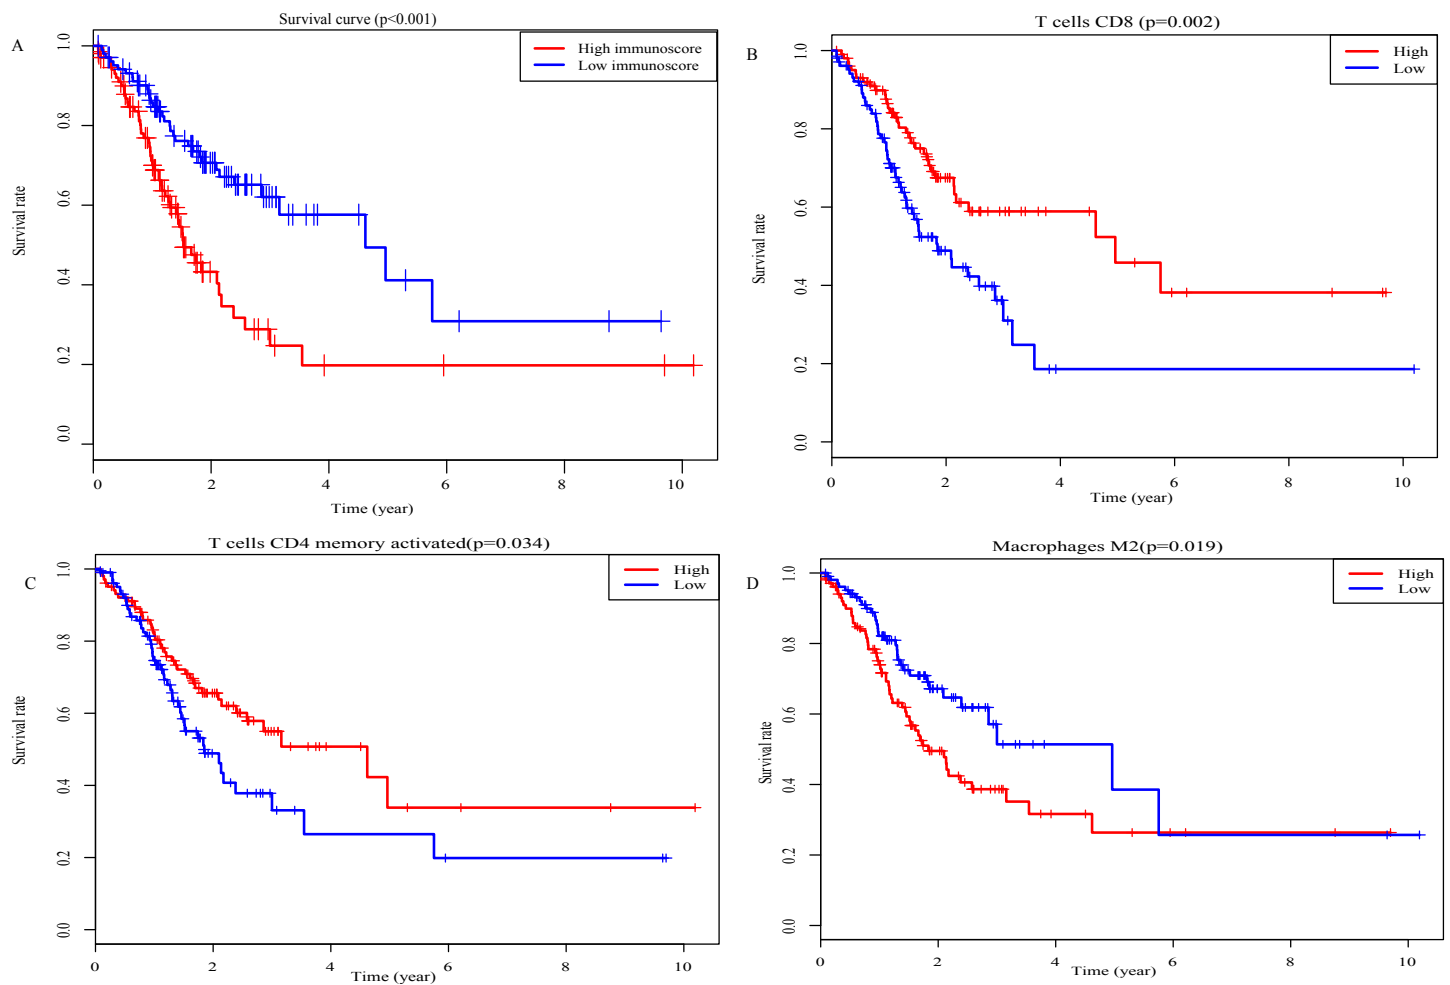 Survival curve (p<0.001)
A
High immunoscore
Low immunoscore
Survival rate
1.0
0.8
0.6
0.4
0.2
0.0
0 2 4 6 8 10
Time (year)
T cells CD8 (p=0.002)
B
High
Low
Survival rate
1.0
0.8
0.6
0.4
0.2
0.0
0 2 4 6 8 10
Time (year)
T cells CD4 memory activated(p=0.034)
C
High
Low
Survival rate
1.0
0.8
0.6
0.4
0.2
0.0
0 2 4 6 8 10
Time (year)
Macrophages M2(p=0.019)
D
High
Low
Survival rate
1.0
0.8
0.6
0.4
0.2
0.0
0 2 4 6 8 10
Time (year)